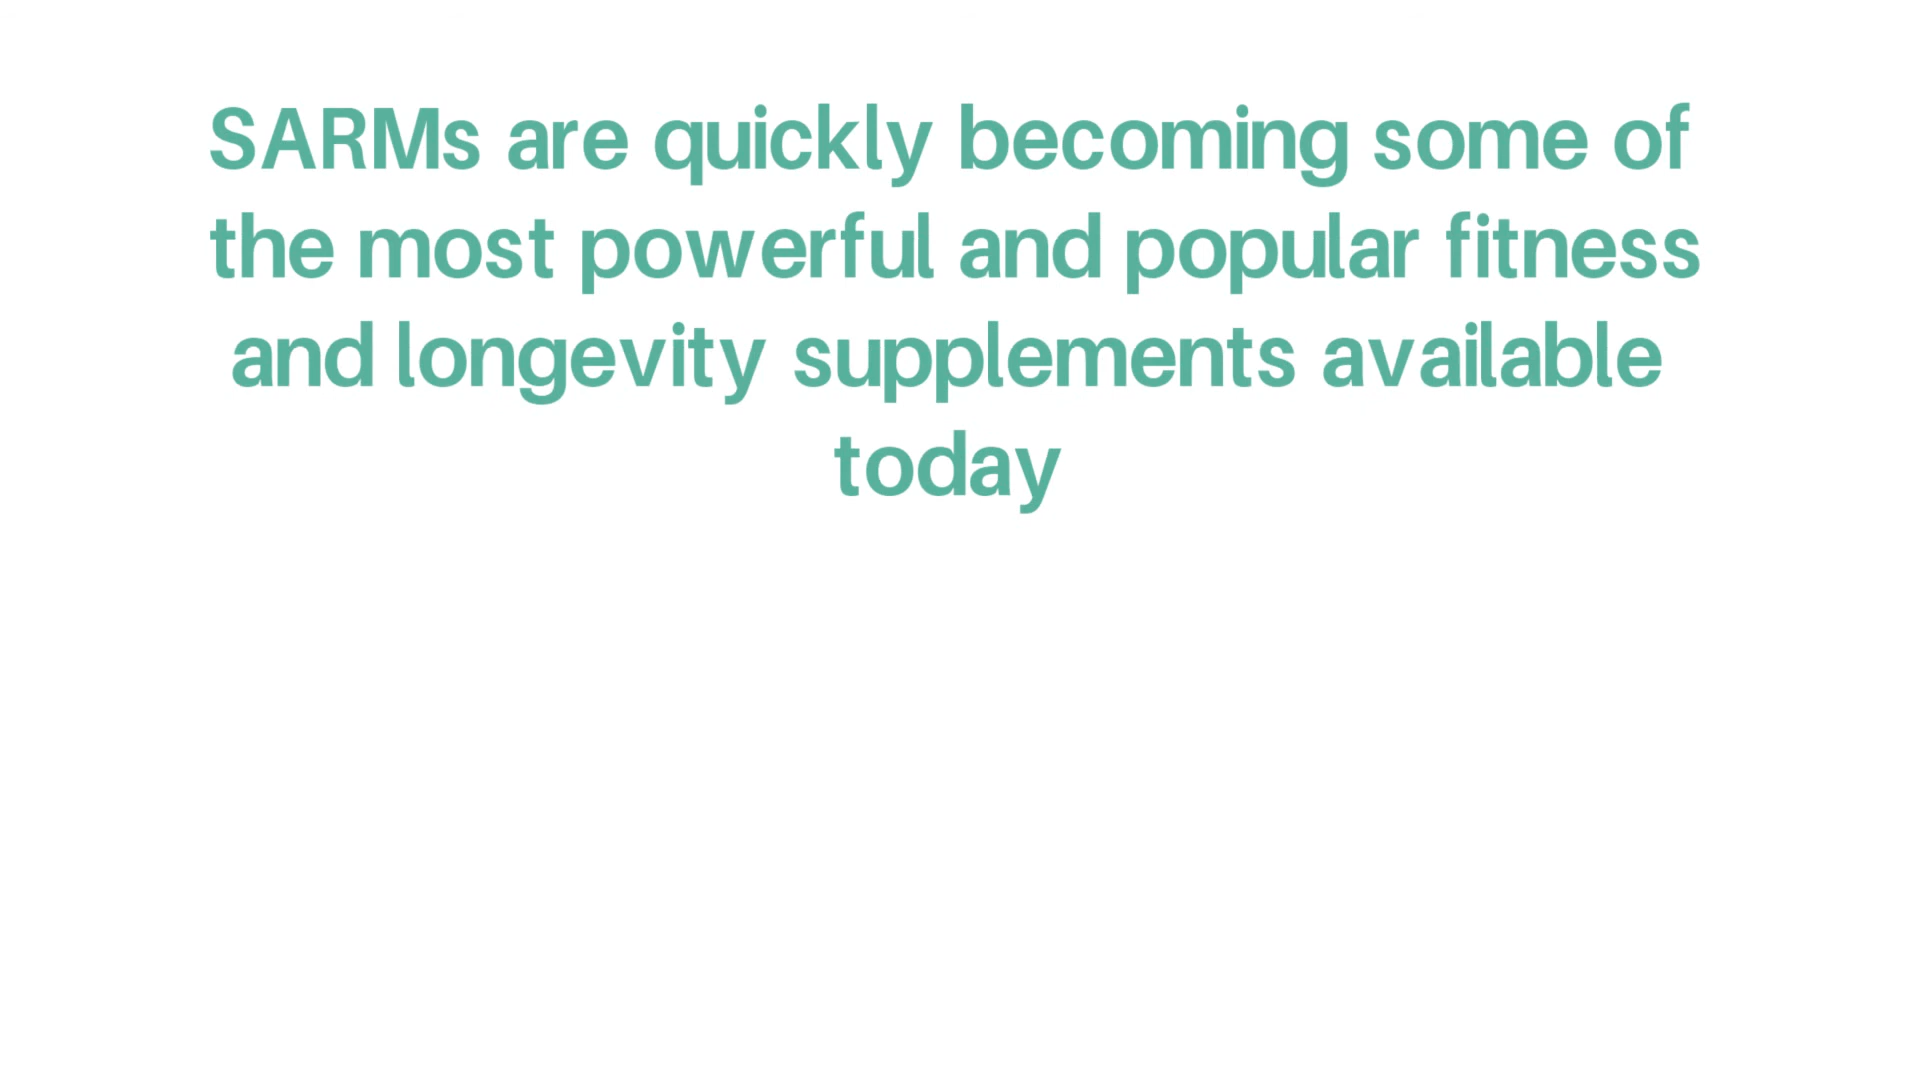 SARMs are quickly becoming some of
the most powerful and popular fitness
and longevity supplements available
today